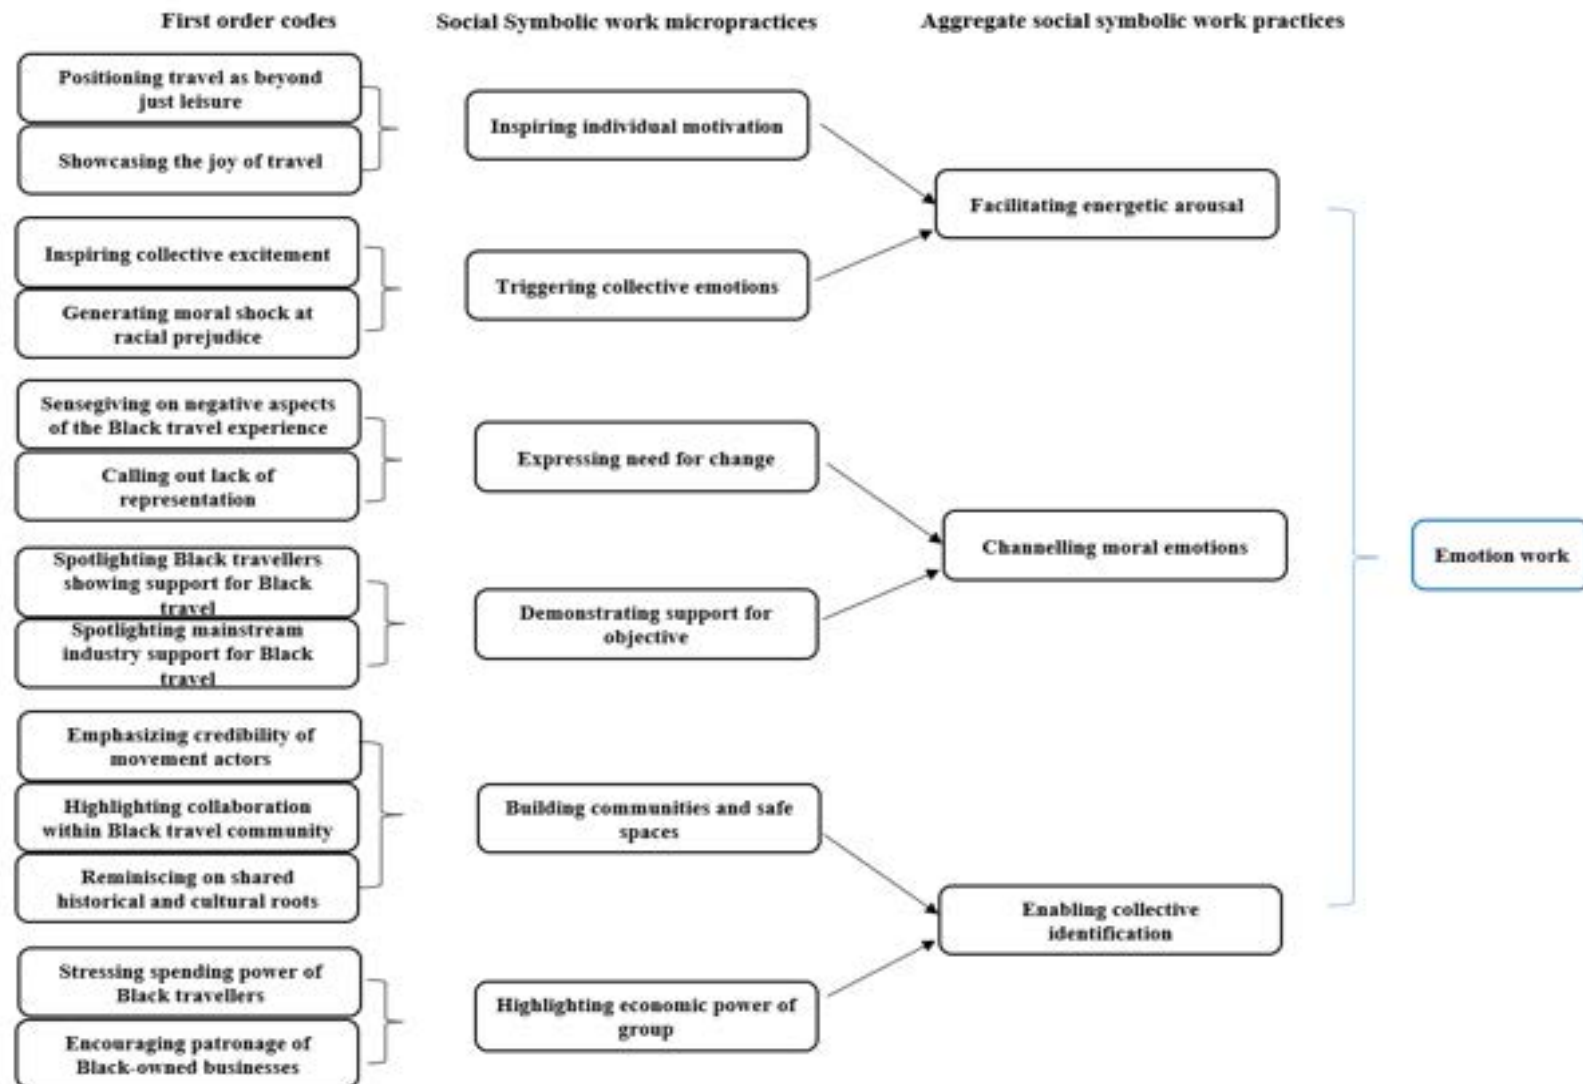 First order codes
Social Symbolic work micropractices
Aggregate social symbolic work practices
Positioning travel as beyond
just leisure
Showcasing the joy of travel
Inspiring collective excitement
Generating moral shock at
racial prejudice
Sensegiving on negative aspects
of the Black travel experience
Calling out lack of
representation
Spotlighting Black travellers
showing support for Black
travel
Spotlighting mainstream
industry support for Black
travel
Emphasizing credibility of
movement actors
Highlighting collaboration
within Black travel community
Reminiscing on shared
historical and cultural roots
Stressing spending power of
Black travellers
Encouraging patronage of
Black-owned businesses
Inspiring individual motivation
Triggering collective emotions
Expressing need for change
Demonstrating support for
objective
Building communities and safe
spaces
Highlighting economic power of
group
Facilitating energetic arousal
Channelling moral emotions
Enabling collective
identification
Emotion work